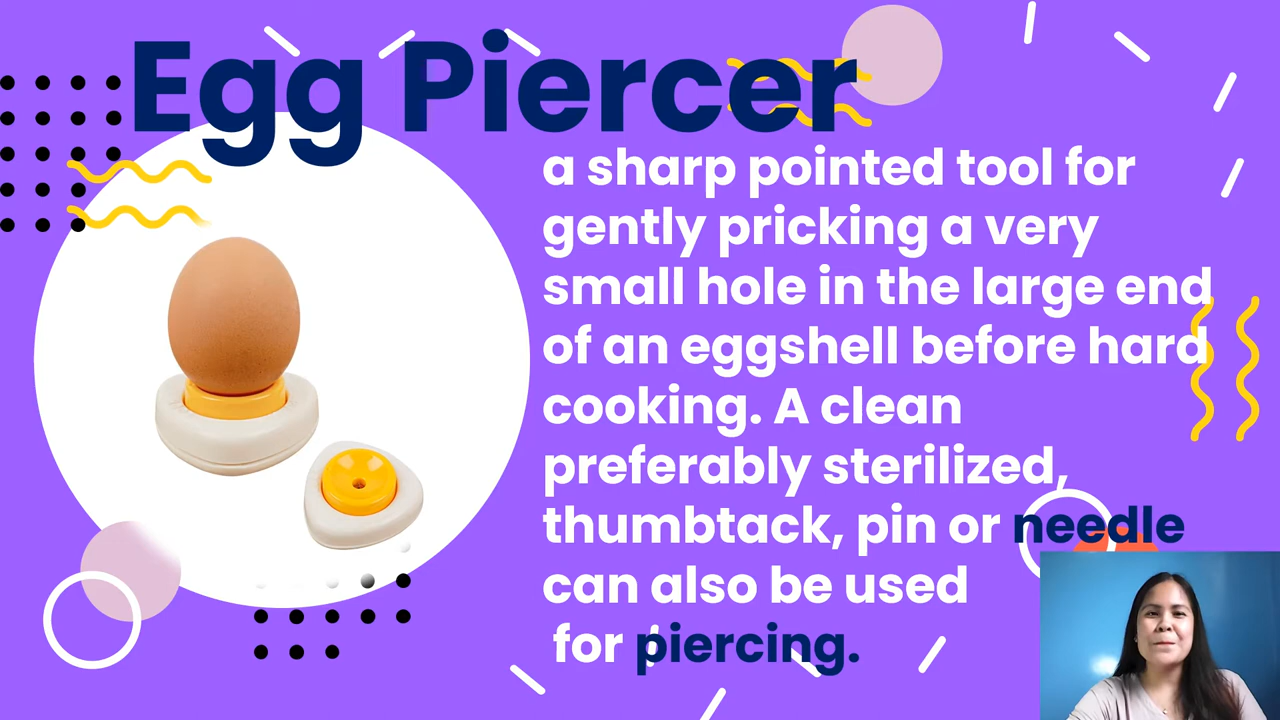 Egg Piercer
a sharp pointed tool for
gently pricking a very
small hole in the large end
of an eggshell before hard
cooking. A clean
preferably sterilized,
thumbtack, pin or needle
can also be used
for piercing.